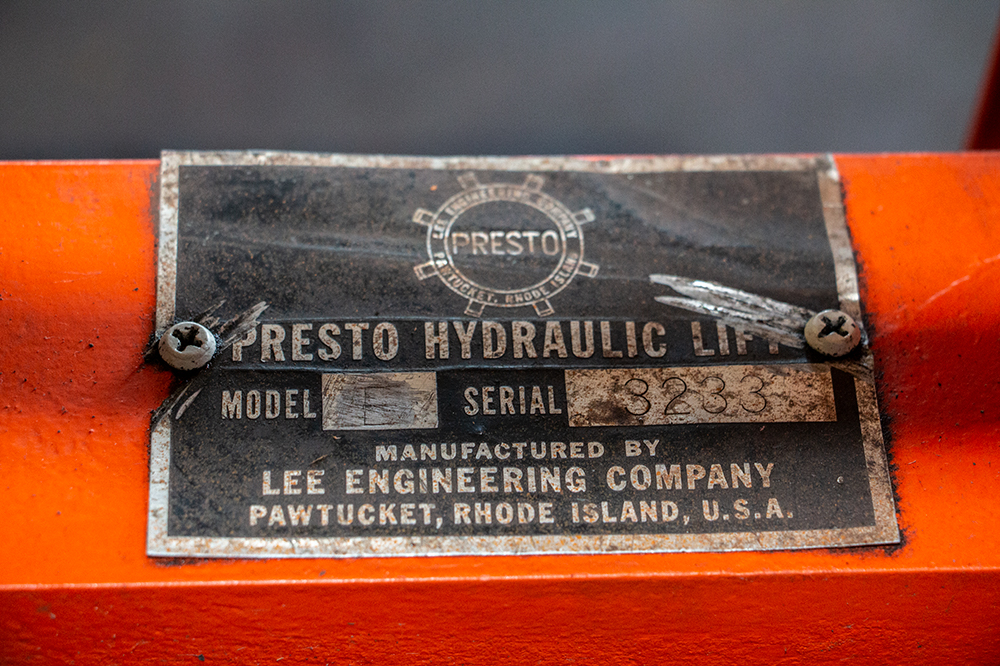 LEE ENGINEERING COMPANY
PRESTO
PAWTUCKET, RHODE ISLAND
PRESTO HYDRAULIC LIFT
MODEL E SERIAL 3233
MANUFACTURED BY
LEE ENGINEERING COMPANY
PAWTUCKET, RHODE ISLAND, U.S.A.